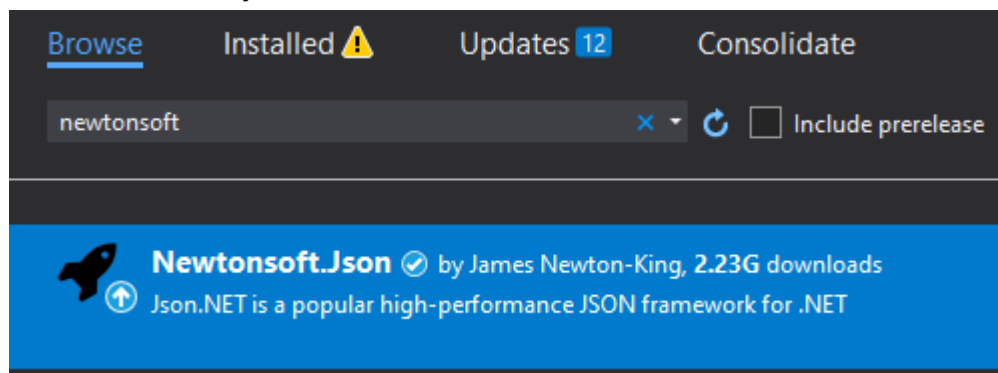 Browse Installed Updates 12 Consolidate
newtonsoft Include prerelease
Newtonsoft.Json by James Newton-King, 2.23G downloads
Json.NET is a popular high-performance JSON framework for .NET